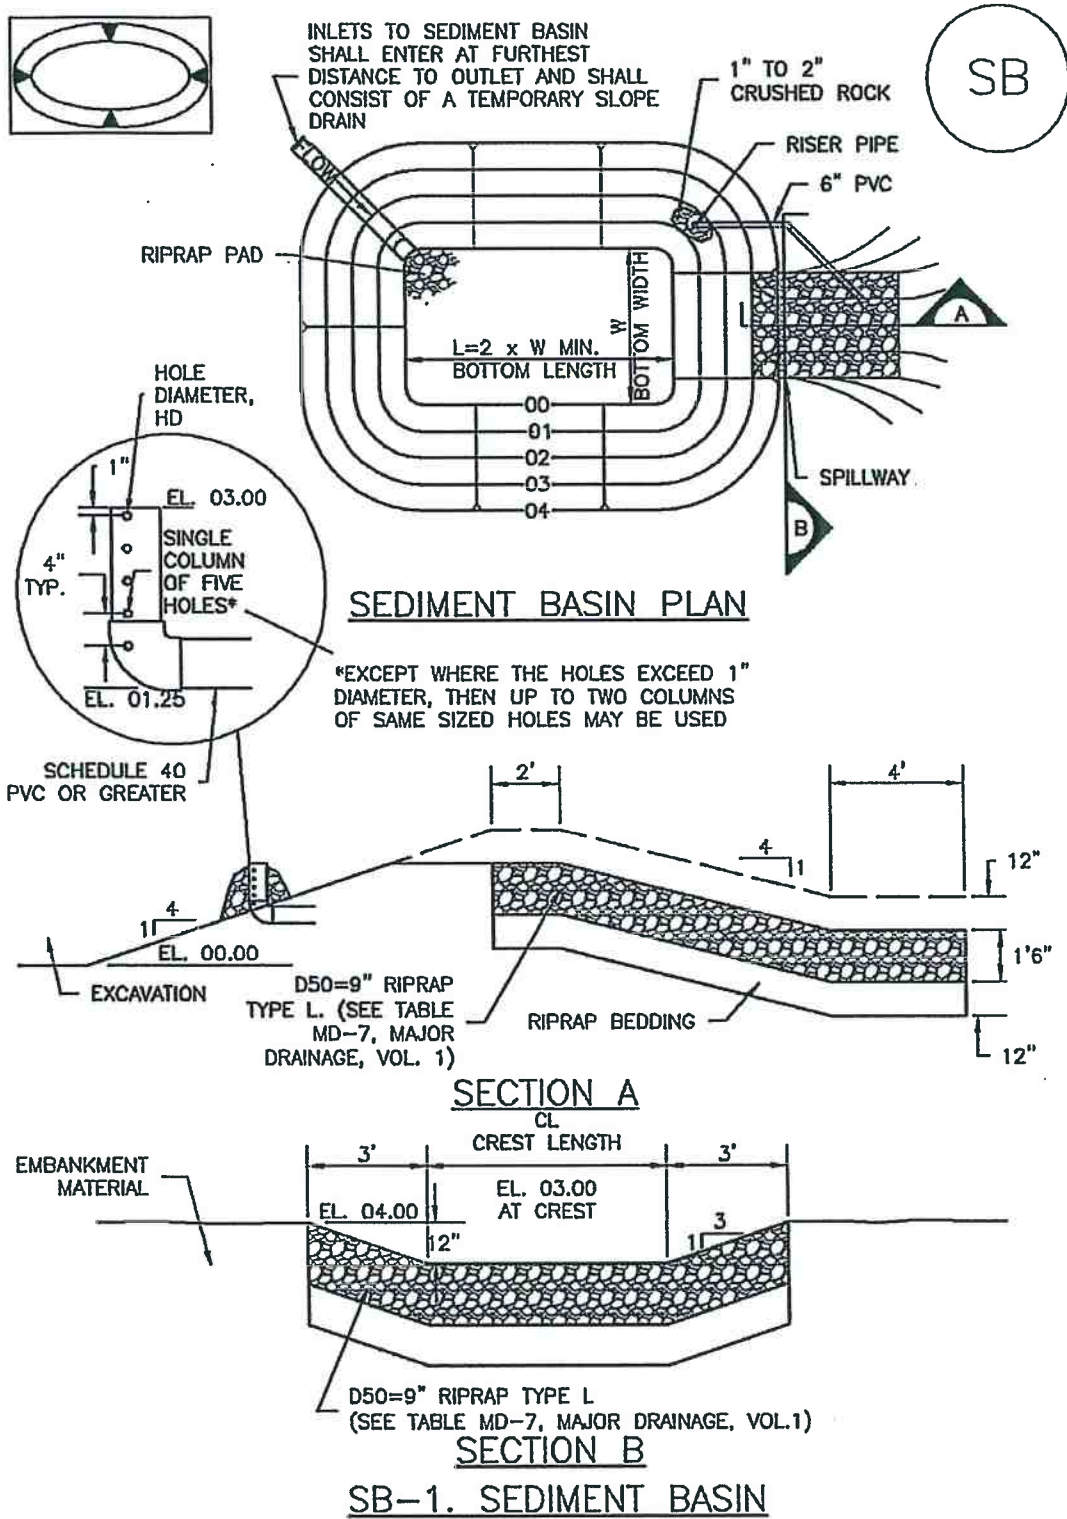 INLETS TO SEDIMENT BASIN
SHALL ENTER AT FURTHEST
DISTANCE TO OUTLET AND SHALL
CONSIST OF A TEMPORARY SLOPE
DRAIN
1" TO 2"
CRUSHED ROCK
SB
RISER PIPE
6" PVC
FLOW
RIPRAP PAD
W
BOTTOM WIDTH
L=2 x W MIN.
BOTTOM LENGTH
L
A
00
01
02
03
04
SPILLWAY
B
HOLE
DIAMETER,
HD
1"
EL. 03.00
SINGLE
COLUMN
OF FIVE
HOLES*
4"
TYP.
EL. 01.25
SEDIMENT BASIN PLAN
*EXCEPT WHERE THE HOLES EXCEED 1"
DIAMETER, THEN UP TO TWO COLUMNS
OF SAME SIZED HOLES MAY BE USED
SCHEDULE 40
PVC OR GREATER
2'
4'
4
1
12"
4
1
EL. 00.00
1'6"
EXCAVATION
D50=9" RIPRAP
TYPE L. (SEE TABLE
MD-7, MAJOR
DRAINAGE, VOL. 1)
RIPRAP BEDDING
12"
SECTION A
CL
CREST LENGTH
3'
3'
EMBANKMENT
MATERIAL
EL. 04.00
EL. 03.00
AT CREST
12"
3
1
D50=9" RIPRAP TYPE L
(SEE TABLE MD-7, MAJOR DRAINAGE, VOL.1)
SECTION B
SB-1. SEDIMENT BASIN